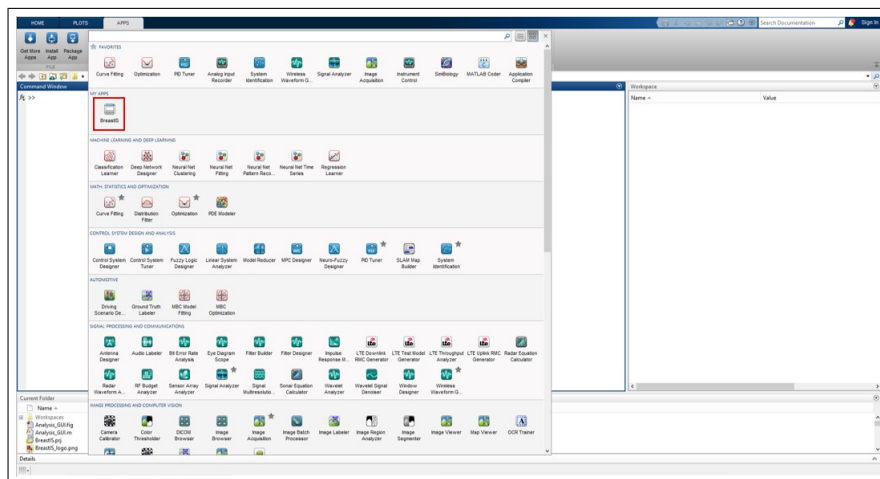 HOME PLOTS APPS
Search Documentation Sign In
Get More Install Package
Apps App App
FILE
FAVORITES
Curve Fitting Optimization PID Tuner Analog Input Recorder System Identification Wireless Waveform G... Signal Analyzer Image Acquisition Instrument Control SimBiology MATLAB Coder Application Compiler
Command Window
>>
Workspace
Name Value
MY APPS
BreastIS
MACHINE LEARNING AND DEEP LEARNING
Classification Learner Deep Network Designer Neural Net Clustering Neural Net Fitting Neural Net Pattern Reco... Neural Net Time Series Regression Learner
MATH, STATISTICS AND OPTIMIZATION
Curve Fitting Distribution Fitter Optimization PDE Modeler
CONTROL SYSTEM DESIGN AND ANALYSIS
Control System Designer Control System Tuner Fuzzy Logic Designer Linear System Analyzer Model Reducer MPC Designer Neuro-Fuzzy Designer PID Tuner SLAM Map Builder System Identification
AUTOMOTIVE
Driving Scenario De... Ground Truth Labeler MBC Model Fitting MBC Optimization
SIGNAL PROCESSING AND COMMUNICATIONS
Antenna Designer Audio Labeler Bit Error Rate Analysis Eye Diagram Scope Filter Builder Filter Designer Impulse Response M... LTE Downlink RMC Generator LTE Test Model Generator LTE Throughput Analyzer LTE Uplink RMC Generator Radar Equation Calculator
Radar Waveform A... RF Budget Analyzer Sensor Array Analyzer Signal Analyzer Signal Multiresolutio... Sonar Equation Calculator Wavelet Analyzer Wavelet Signal Denoiser Window Designer Wireless Waveform G...
IMAGE PROCESSING AND COMPUTER VISION
Camera Calibrator Color Thresholder DICOM Browser Image Browser Image Acquisition Image Batch Processor Image Labeler Image Region Analyzer Image Segmenter Image Viewer Map Viewer OCR Trainer
Current Folder
Name
Workspaces
Analysis_GUI.fig
Analysis_GUI.m
BreastIS.prj
BreastIS_logo.png
Details